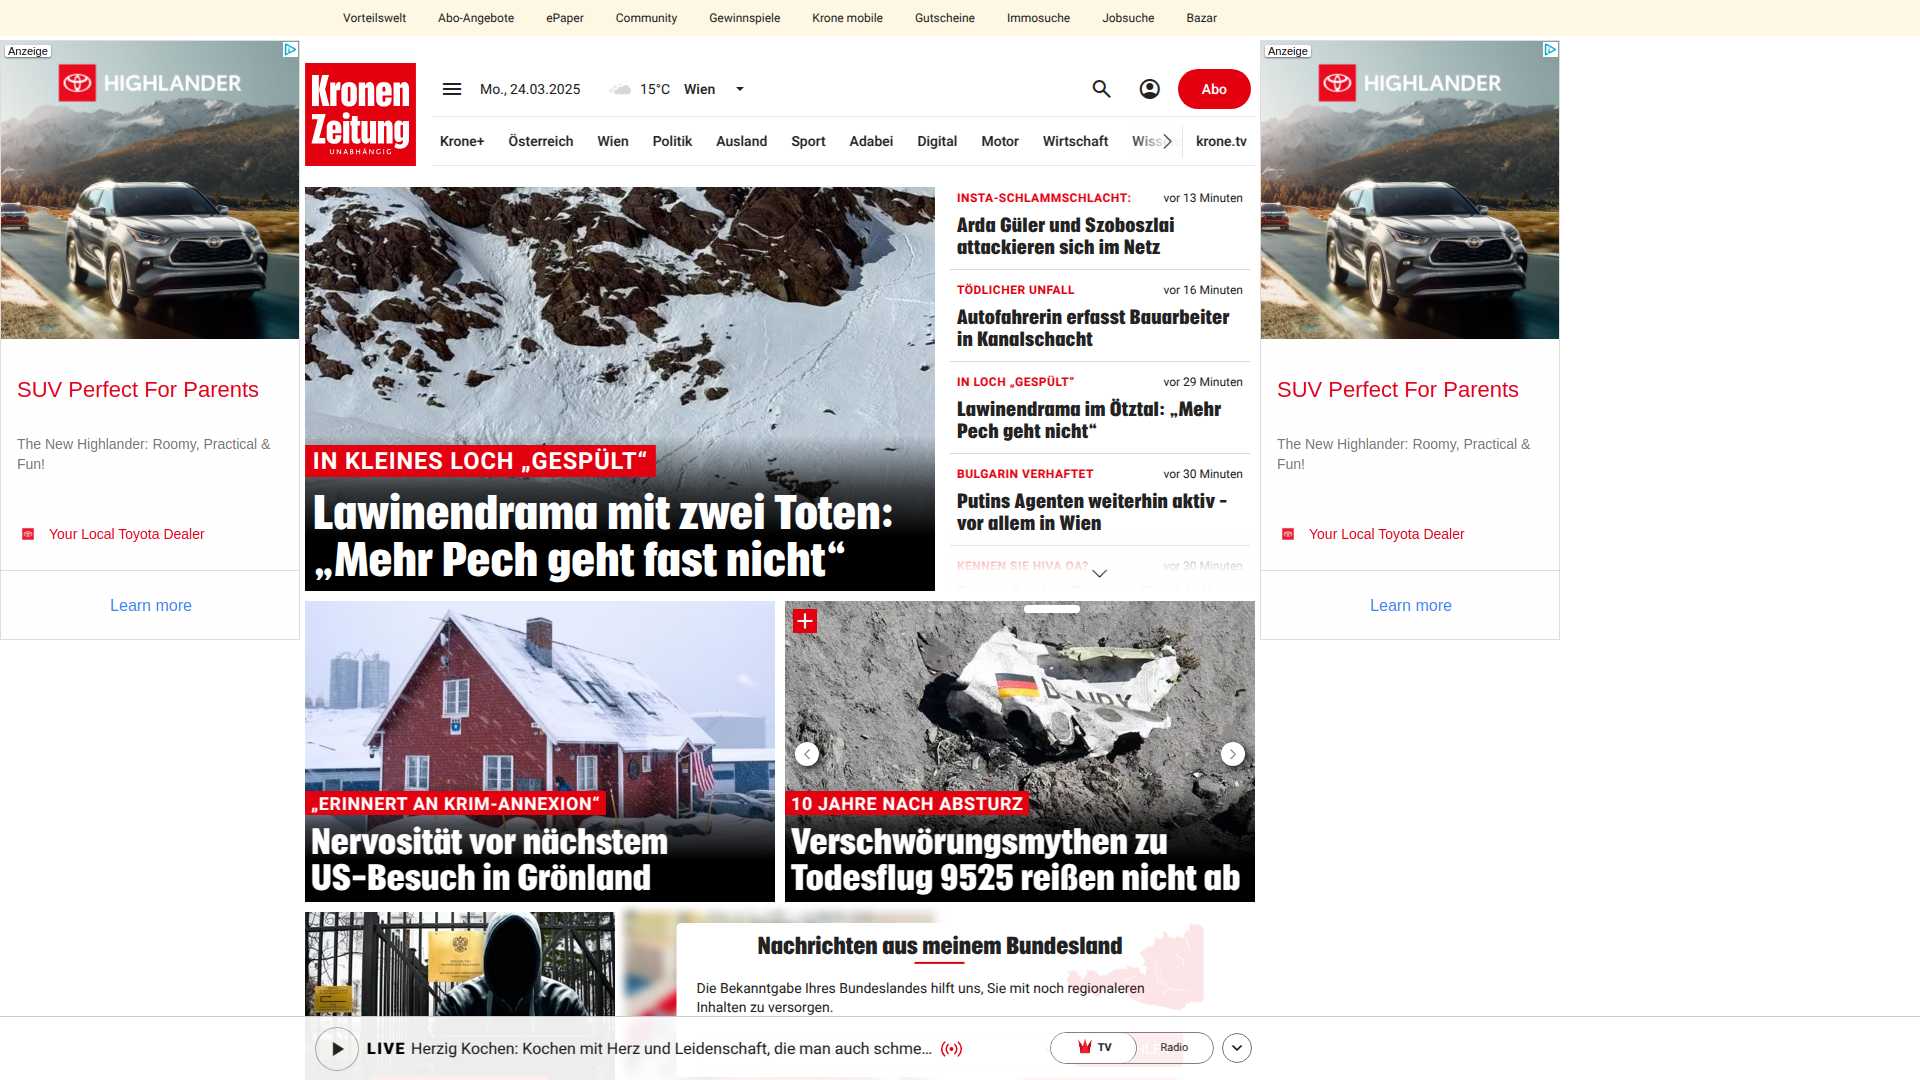 Vorteilswelt Abo-Angebote ePaper Community Gewinnspiele Krone mobile Gutscheine Immosuche Jobsuche Bazar
Anzeige
HIGHLANDER
SUV Perfect For Parents
The New Highlander: Roomy, Practical &
Fun!
Your Local Toyota Dealer
Learn more
Kronen
Zeitung
UNABHÄNGIG
Mo., 24.03.2025 15°C Wien Abo
Krone+ Österreich Wien Politik Ausland Sport Adabei Digital Motor Wirtschaft Wiss krone.tv
IN KLEINES LOCH „GESPÜLT“
Lawinendrama mit zwei Toten:
„Mehr Pech geht fast nicht“
INSTA-SCHLAMMSCHLACHT: vor 13 Minuten
Arda Güler und Szoboszlai
attackieren sich im Netz
TÖDLICHER UNFALL vor 16 Minuten
Autofahrerin erfasst Bauarbeiter
in Kanalschacht
IN LOCH „GESPÜLT“ vor 29 Minuten
Lawinendrama im Ötztal: „Mehr
Pech geht nicht“
BULGARIN VERHAFTET vor 30 Minuten
Putins Agenten weiterhin aktiv –
vor allem in Wien
KENNEN SIE HIVA OA? vor 30 Minuten
Anzeige
HIGHLANDER
SUV Perfect For Parents
The New Highlander: Roomy, Practical &
Fun!
Your Local Toyota Dealer
Learn more
„ERINNERT AN KRIM-ANNEXION“
Nervosität vor nächstem
US-Besuch in Grönland
D-AIPX
10 JAHRE NACH ABSTURZ
Verschwörungsmythen zu
Todesflug 9525 reißen nicht ab
Nachrichten aus meinem Bundesland
Die Bekanntgabe Ihres Bundeslandes hilft uns, Sie mit noch regionaleren
Inhalten zu versorgen.
LIVE Herzig Kochen: Kochen mit Herz und Leidenschaft, die man auch schme... TV Radio